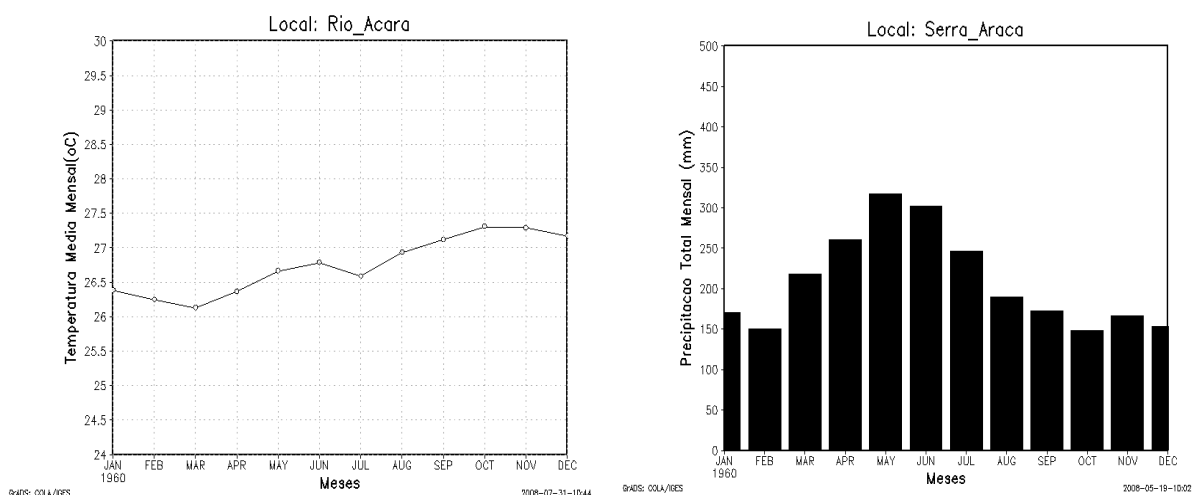 Local: Rio_Acara
Temperatura Media Mensal(oC)
30
29.5
29
28.5
28
27.5
27
26.5
26
25.5
25
24.5
24
JAN FEB MAR APR MAY JUN JUL AUG SEP OCT NOV DEC
1960
Meses
GrADS: COLA/IGES
2008-07-31-10:44
Local: Serra_Araca
Precipitacao Total Mensal (mm)
500
450
400
350
300
250
200
150
100
50
0
JAN FEB MAR APR MAY JUN JUL AUG SEP OCT NOV DEC
1960
Meses
GrADS: COLA/IGES
2008-05-19-10:02